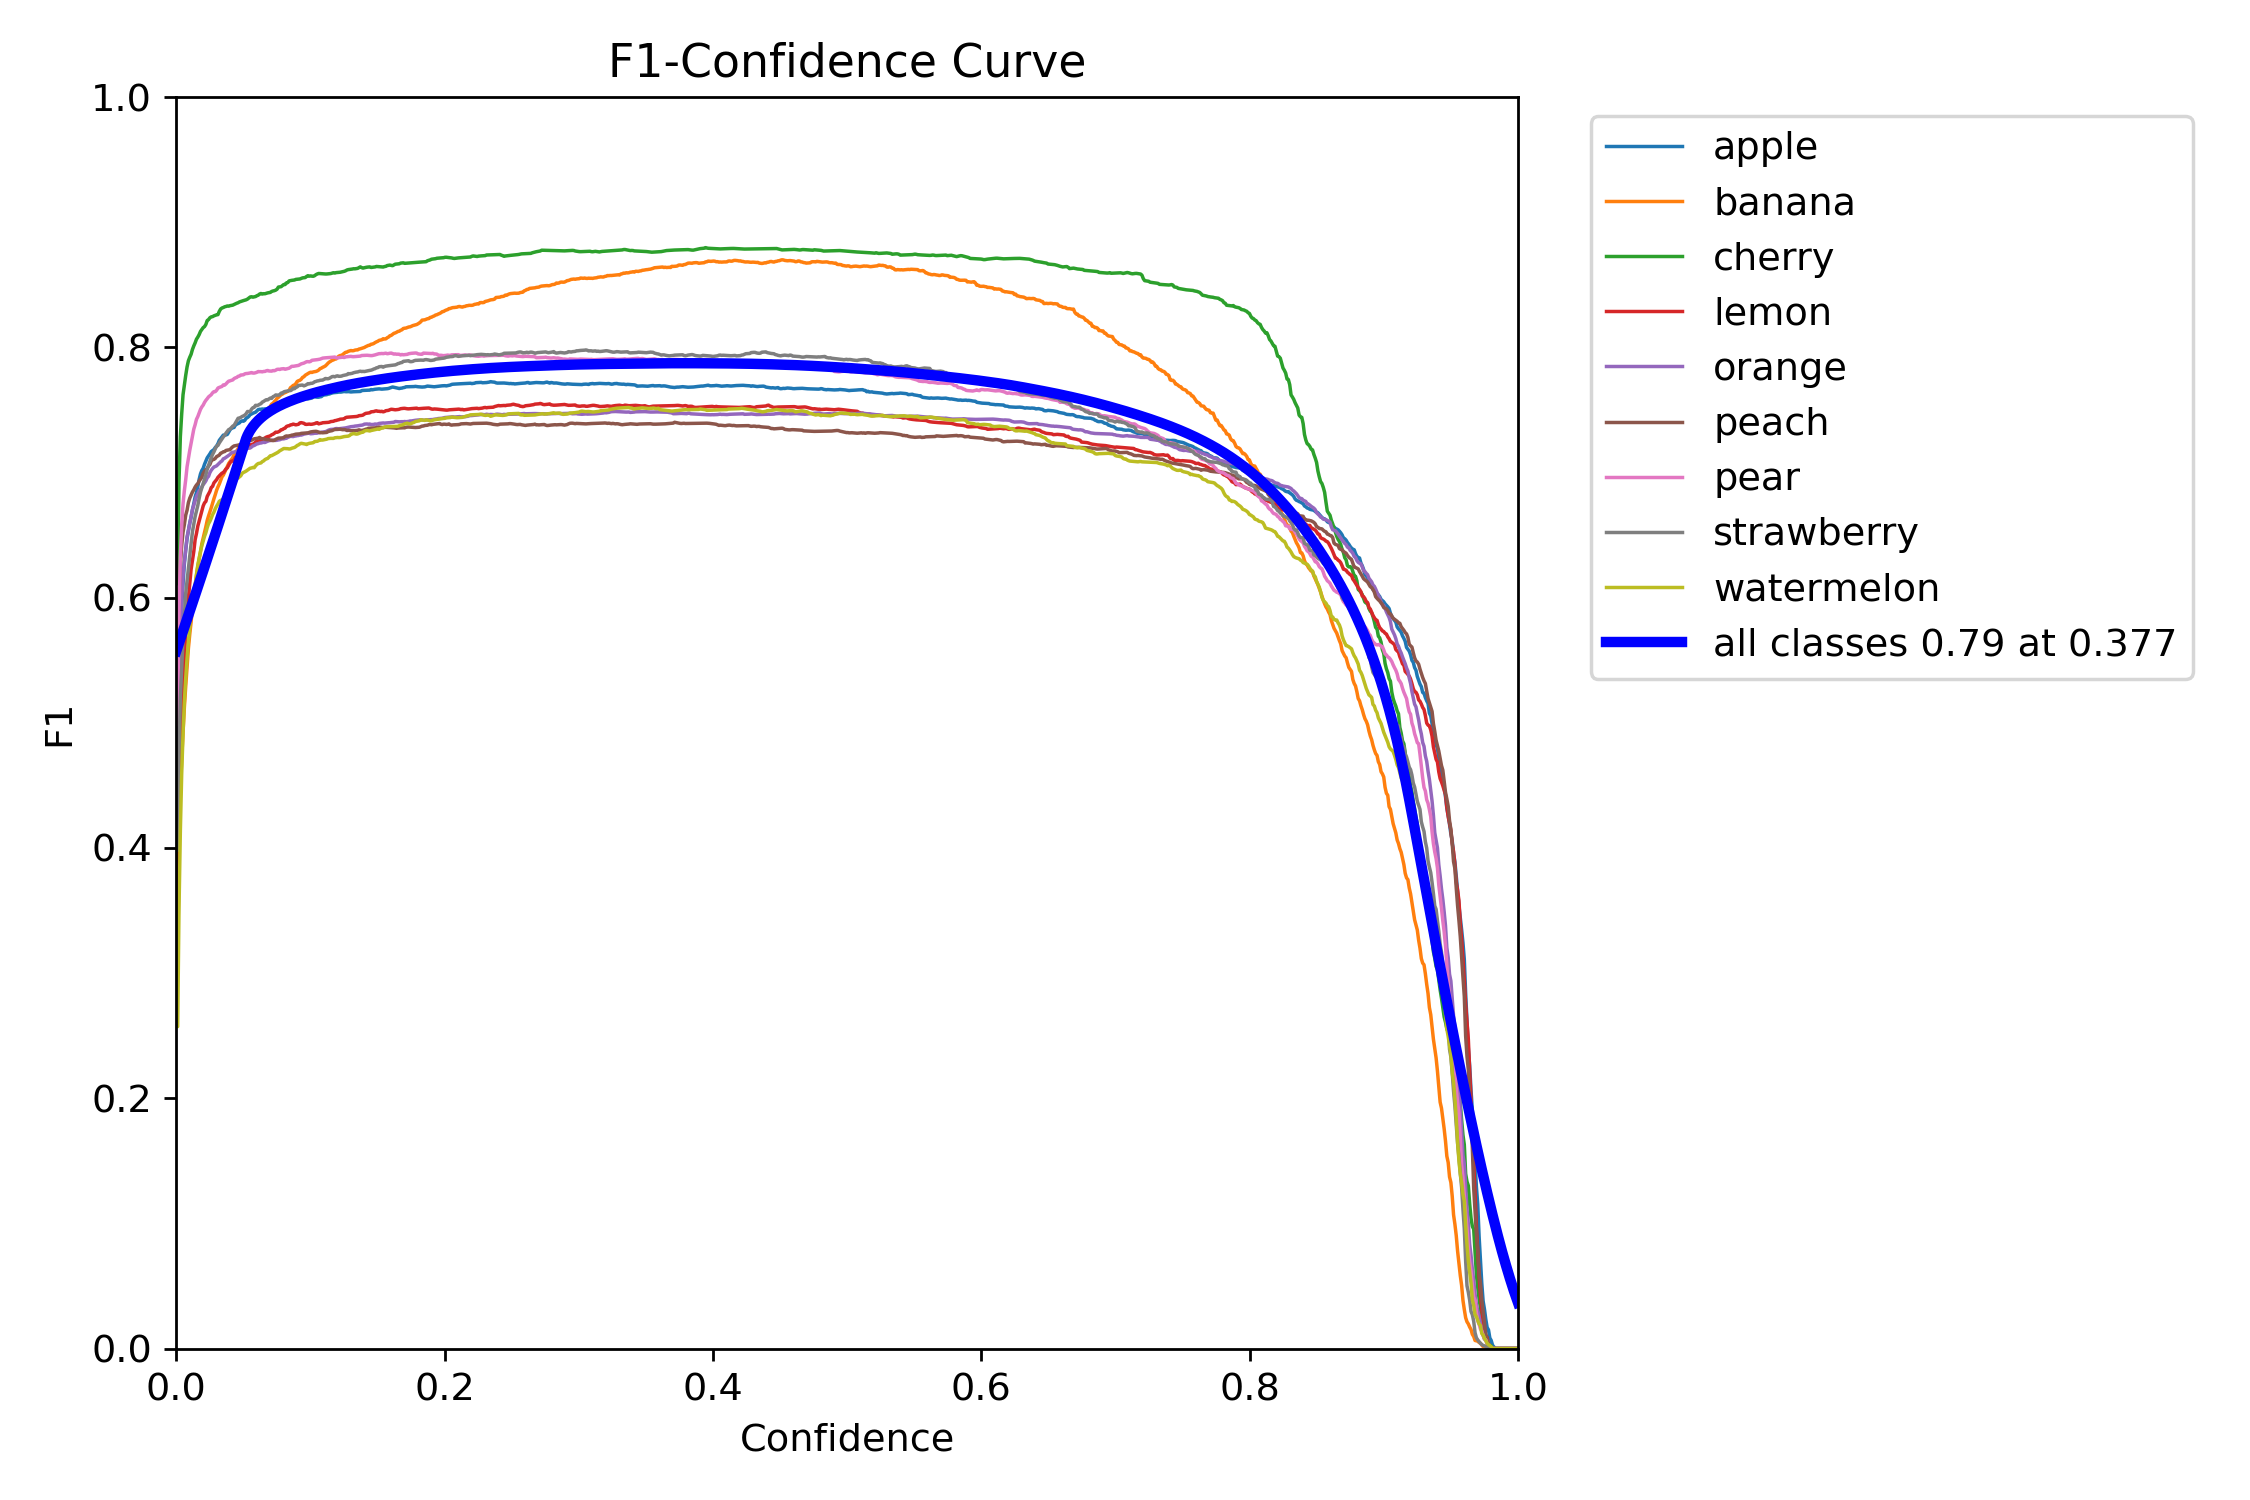 F1-Confidence Curve
1.0
0.8
0.6
0.4
0.2
0.0
F1
0.0 0.2 0.4 0.6 0.8 1.0
Confidence
apple
banana
cherry
lemon
orange
peach
pear
strawberry
watermelon
all classes 0.79 at 0.377